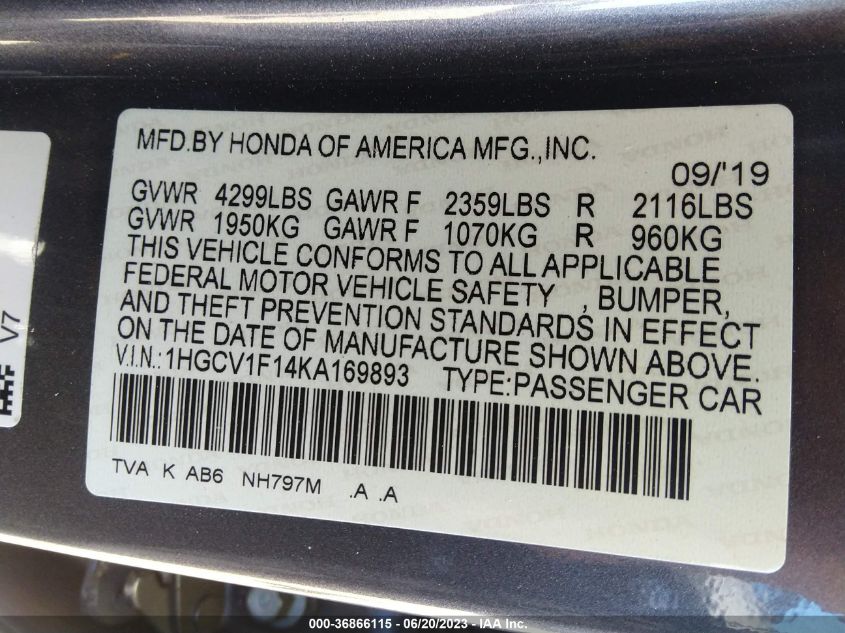 MFD.BY HONDA OF AMERICA MFG.,INC.
09/'19
GVWR 4299LBS GAWR F 2359LBS R 2116LBS
GVWR 1950KG GAWR F 1070KG R 960KG
THIS VEHICLE CONFORMS TO ALL APPLICABLE
FEDERAL MOTOR VEHICLE SAFETY , BUMPER,
AND THEFT PREVENTION STANDARDS IN EFFECT
ON THE DATE OF MANUFACTURE SHOWN ABOVE.
V.I.N.:1HGCV1F14KA169893 TYPE:PASSENGER CAR
TVA K AB6 NH797M .A .A
V7
000-36866115 - 06/20/2023 - IAA Inc.